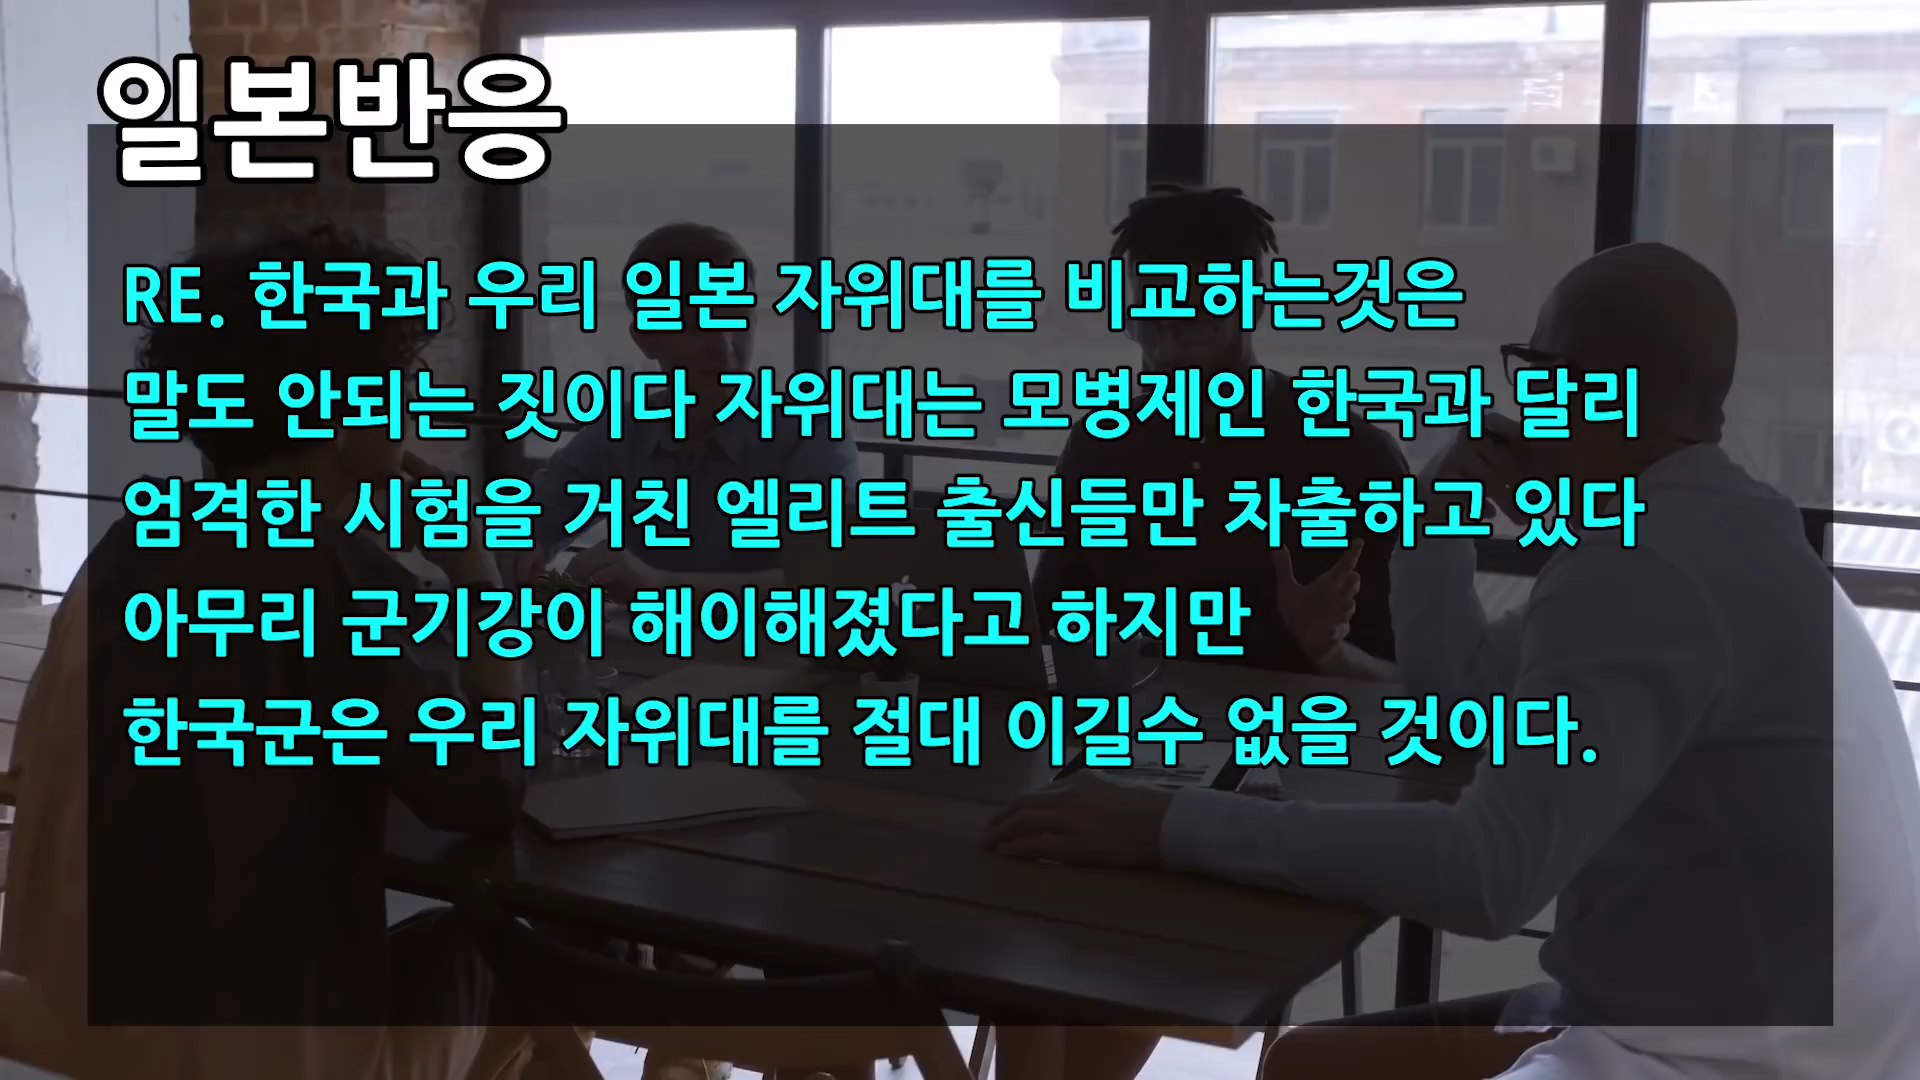 일본반응
RE. 한국과 우리 일본 자위대를 비교하는것은
말도 안되는 짓이다 자위대는 모병제인 한국과 달리
엄격한 시험을 거친 엘리트 출신들만 차출하고 있다
아무리 군기강이 해이해졌다고 하지만
한국군은 우리 자위대를 절대 이길수 없을 것이다.